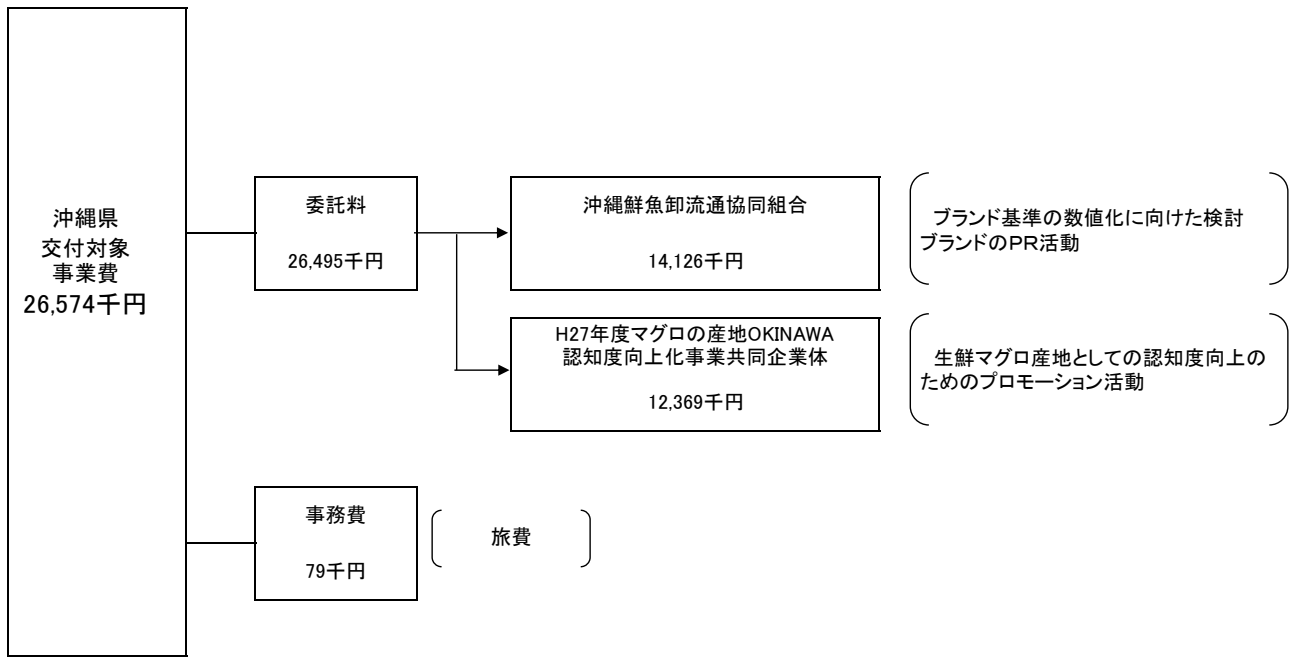 沖縄県
交付対象
事業費
26,574千円
委託料
26,495千円
沖縄鮮魚卸流通協同組合
14,126千円
ブランド基準の数値化に向けた検討
ブランドのPR活動
H27年度マグロの産地OKINAWA
認知度向上化事業共同企業体
12,369千円
生鮮マグロ産地としての認知度向上の
ためのプロモーション活動
事務費
79千円
旅費